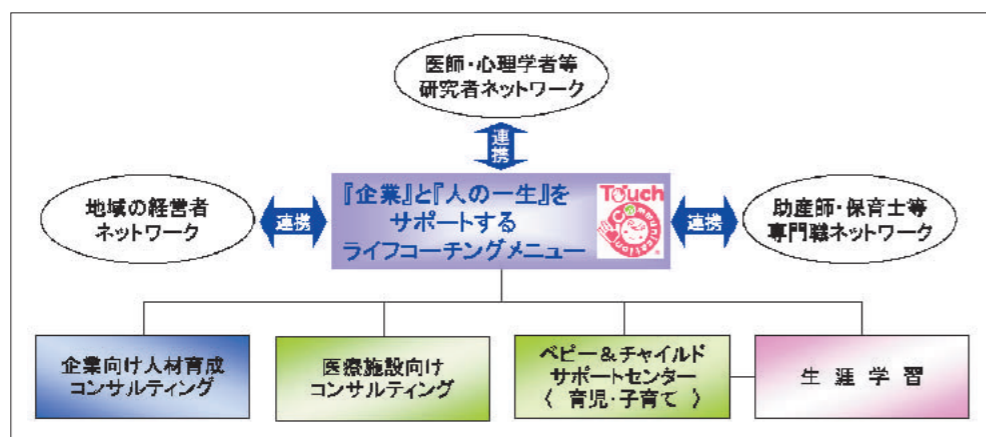 医師・心理学者等
研究者ネットワーク
連携
『企業』と『人の一生』を
サポートする
ライフコーチングメニュー
Touch
Communication
地域の経営者
ネットワーク
連携
連携
助産師・保育士等
専門職ネットワーク
企業向け人材育成
コンサルティング
医療施設向け
コンサルティング
ベビー＆チャイルド
サポートセンター
〈 育児・子育て 〉
生 涯 学 習